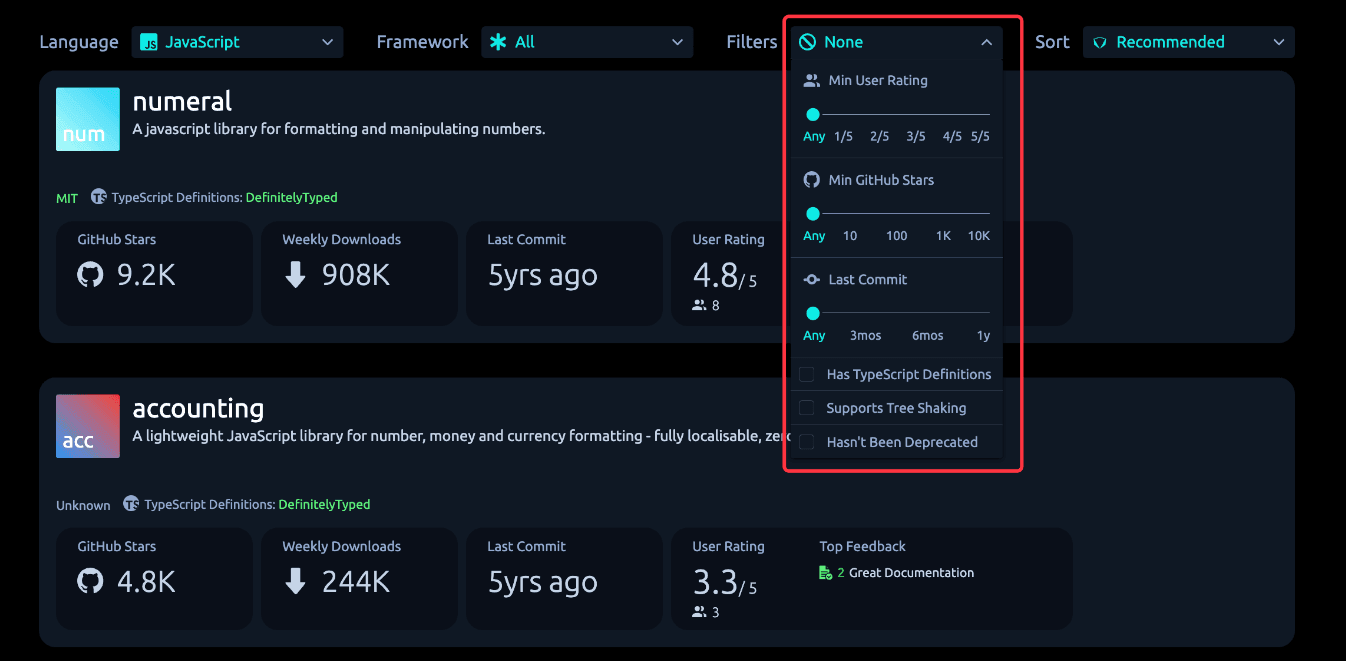 Language JS JavaScript Framework All Filters None Sort Recommended
num
numeral
A javascript library for formatting and manipulating numbers.
MIT TS TypeScript Definitions: DefinitelyTyped
GitHub Stars
9.2K
Weekly Downloads
908K
Last Commit
5yrs ago
User Rating
4.8/ 5
8
Min User Rating
Any 1/5 2/5 3/5 4/5 5/5
Min GitHub Stars
Any 10 100 1K 10K
Last Commit
Any 3mos 6mos 1y
Has TypeScript Definitions
Supports Tree Shaking
Hasn't Been Deprecated
acc
accounting
A lightweight JavaScript library for number, money and currency formatting - fully localisable,
Unknown TS TypeScript Definitions: DefinitelyTyped
GitHub Stars
4.8K
Weekly Downloads
244K
Last Commit
5yrs ago
User Rating
3.3/ 5
3
Top Feedback
2 Great Documentation